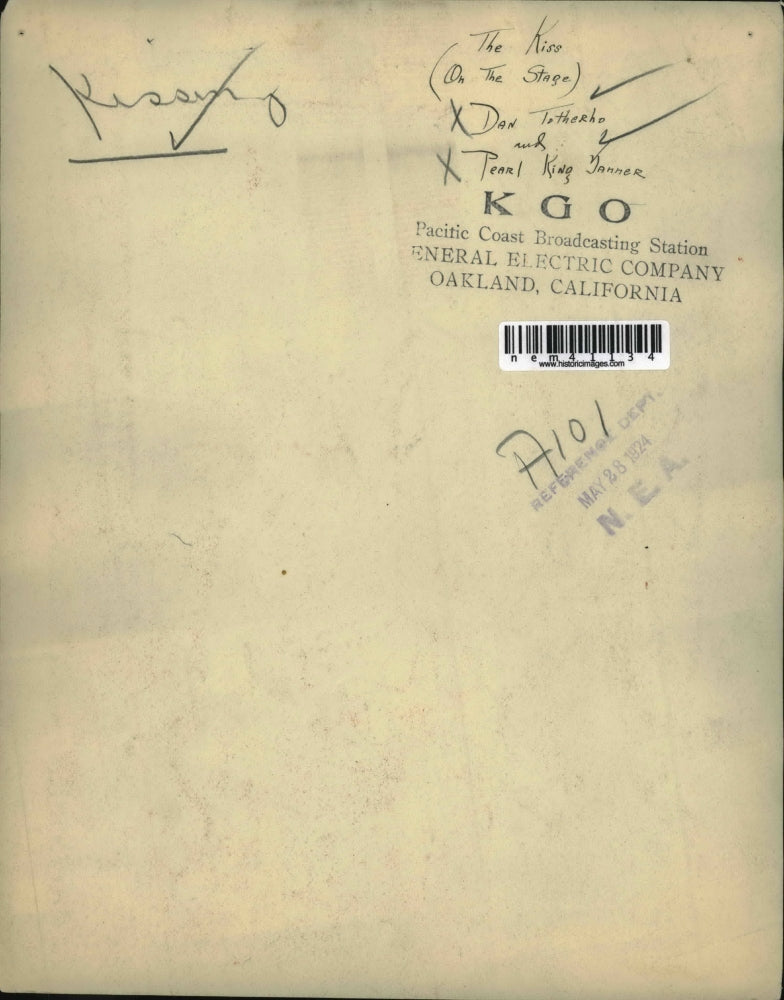 Kissing
The Kiss
(On The Stage)
X Dan Totherho
and
X Pearl King Tanner
KGO
Pacific Coast Broadcasting Station
ENERAL ELECTRIC COMPANY
OAKLAND, CALIFORNIA
nem41134
www.historicimages.com
A101
REFERENCE DEPT.
MAY 28 1924
N. E. A.